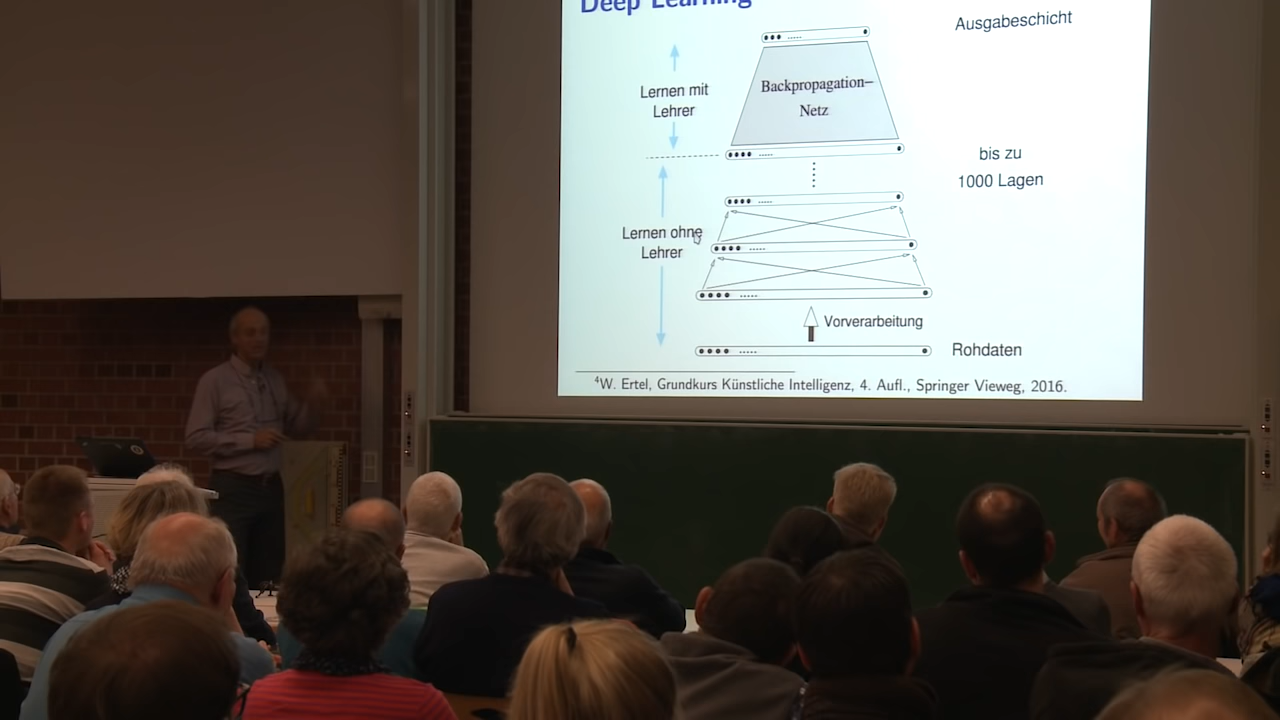 Deep Learning
Ausgabeschicht
Lernen mit
Lehrer
Backpropagation–
Netz
bis zu
1000 Lagen
Lernen ohne
Lehrer
Vorverarbeitung
Rohdaten
4W. Ertel, Grundkurs Künstliche Intelligenz, 4. Aufl., Springer Vieweg, 2016.